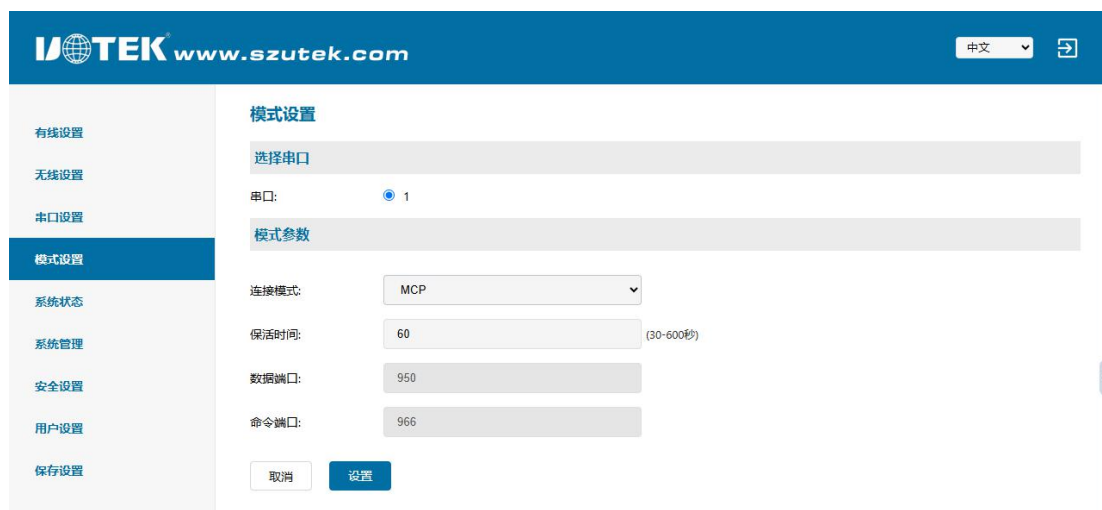 UTEK® www.szutek.com
中文
有线设置
无线设置
串口设置
模式设置
系统状态
系统管理
安全设置
用户设置
保存设置
模式设置
选择串口
串口: 1
模式参数
连接模式: MCP
保活时间: 60 (30-600秒)
数据端口: 950
命令端口: 966
取消 设置